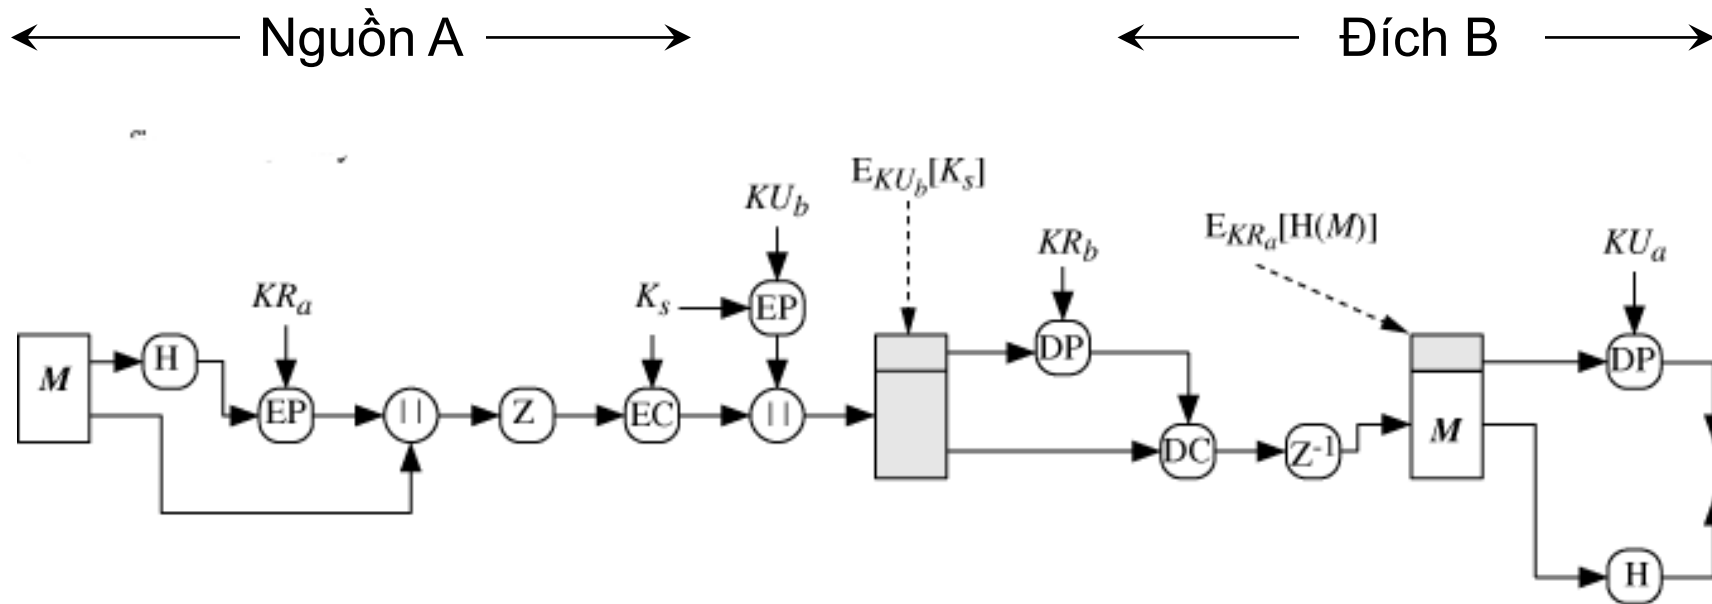 Nguồn A
Đích B
E_{KU_b}[K_s]
KU_b
E_{KR_a}[H(M)]
KR_b
KU_a
KR_a
K_s
EP
M
H
DP
DP
EP
||
Z
EC
||
M
DC
Z^{-1}
H